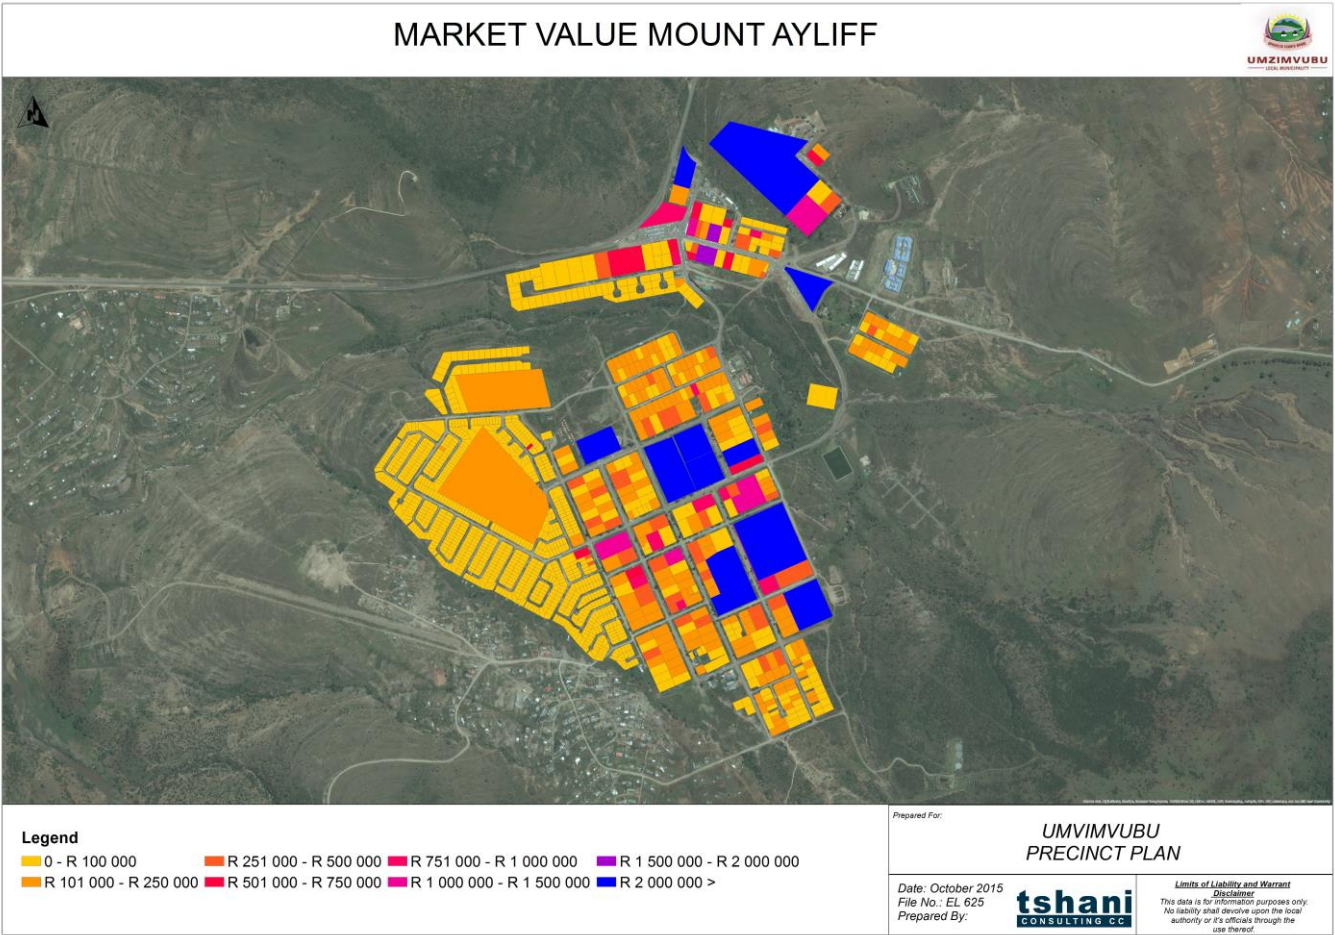 MARKET VALUE MOUNT AYLIFF
UMZIMVUBU
LOCAL MUNICIPALITY
N
Legend
0 - R 100 000
R 251 000 - R 500 000
R 751 000 - R 1 000 000
R 1 500 000 - R 2 000 000
R 101 000 - R 250 000
R 501 000 - R 750 000
R 1 000 000 - R 1 500 000
R 2 000 000 >
Prepared For:
UMVIMVUBU
PRECINCT PLAN
Date: October 2015
File No.: EL 625
Prepared By:
tshani
CONSULTING CC
Limits of Liability and Warrant
Disclaimer
This data is for information purposes only.
No liability shall devolve upon the local
authority or it's officials through the
use thereof.